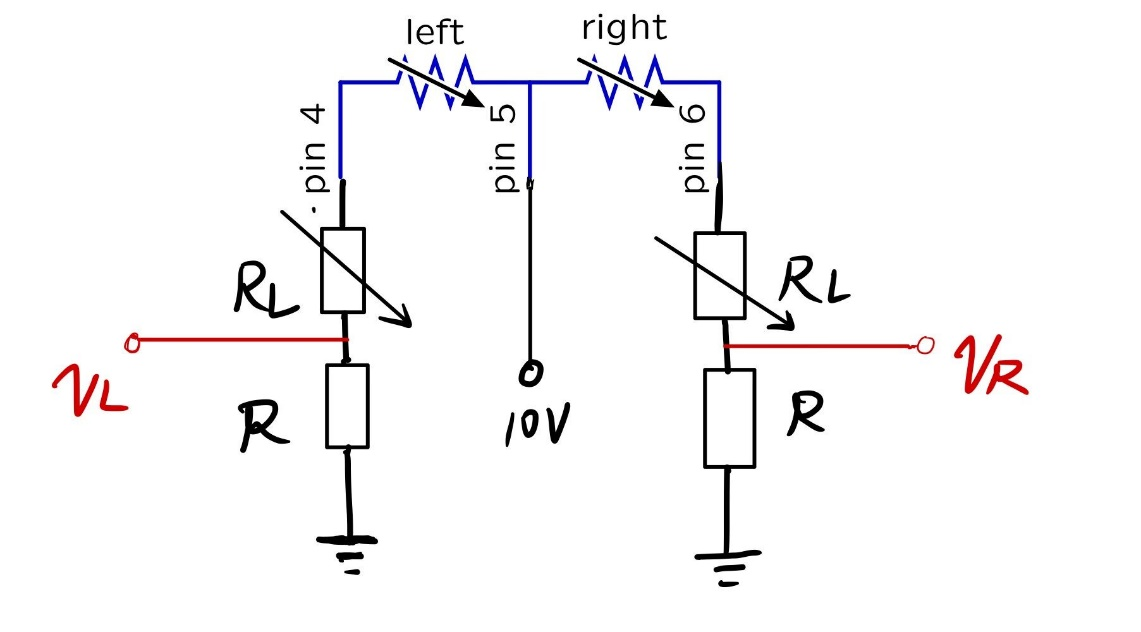 left
right
pin 4
pin 5
pin 6
RL
RL
VL
VR
R
R
10V